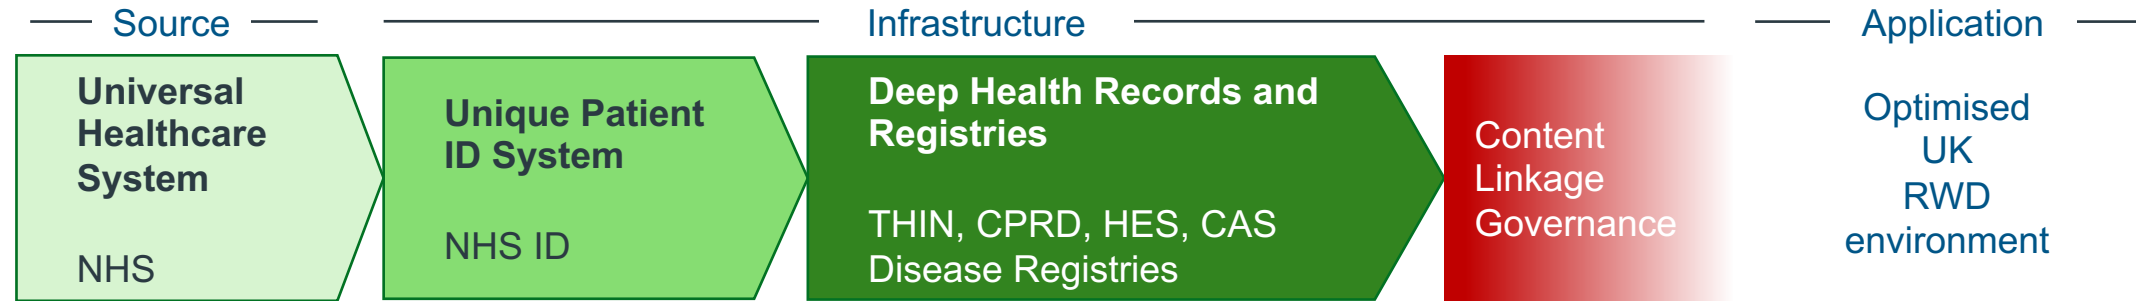 Source
Infrastructure
Application
Universal
Healthcare
System
NHS
Unique Patient
ID System
NHS ID
Deep Health Records and
Registries
THIN, CPRD, HES, CAS
Disease Registries
Content
Linkage
Governance
Optimised
UK
RWD
environment